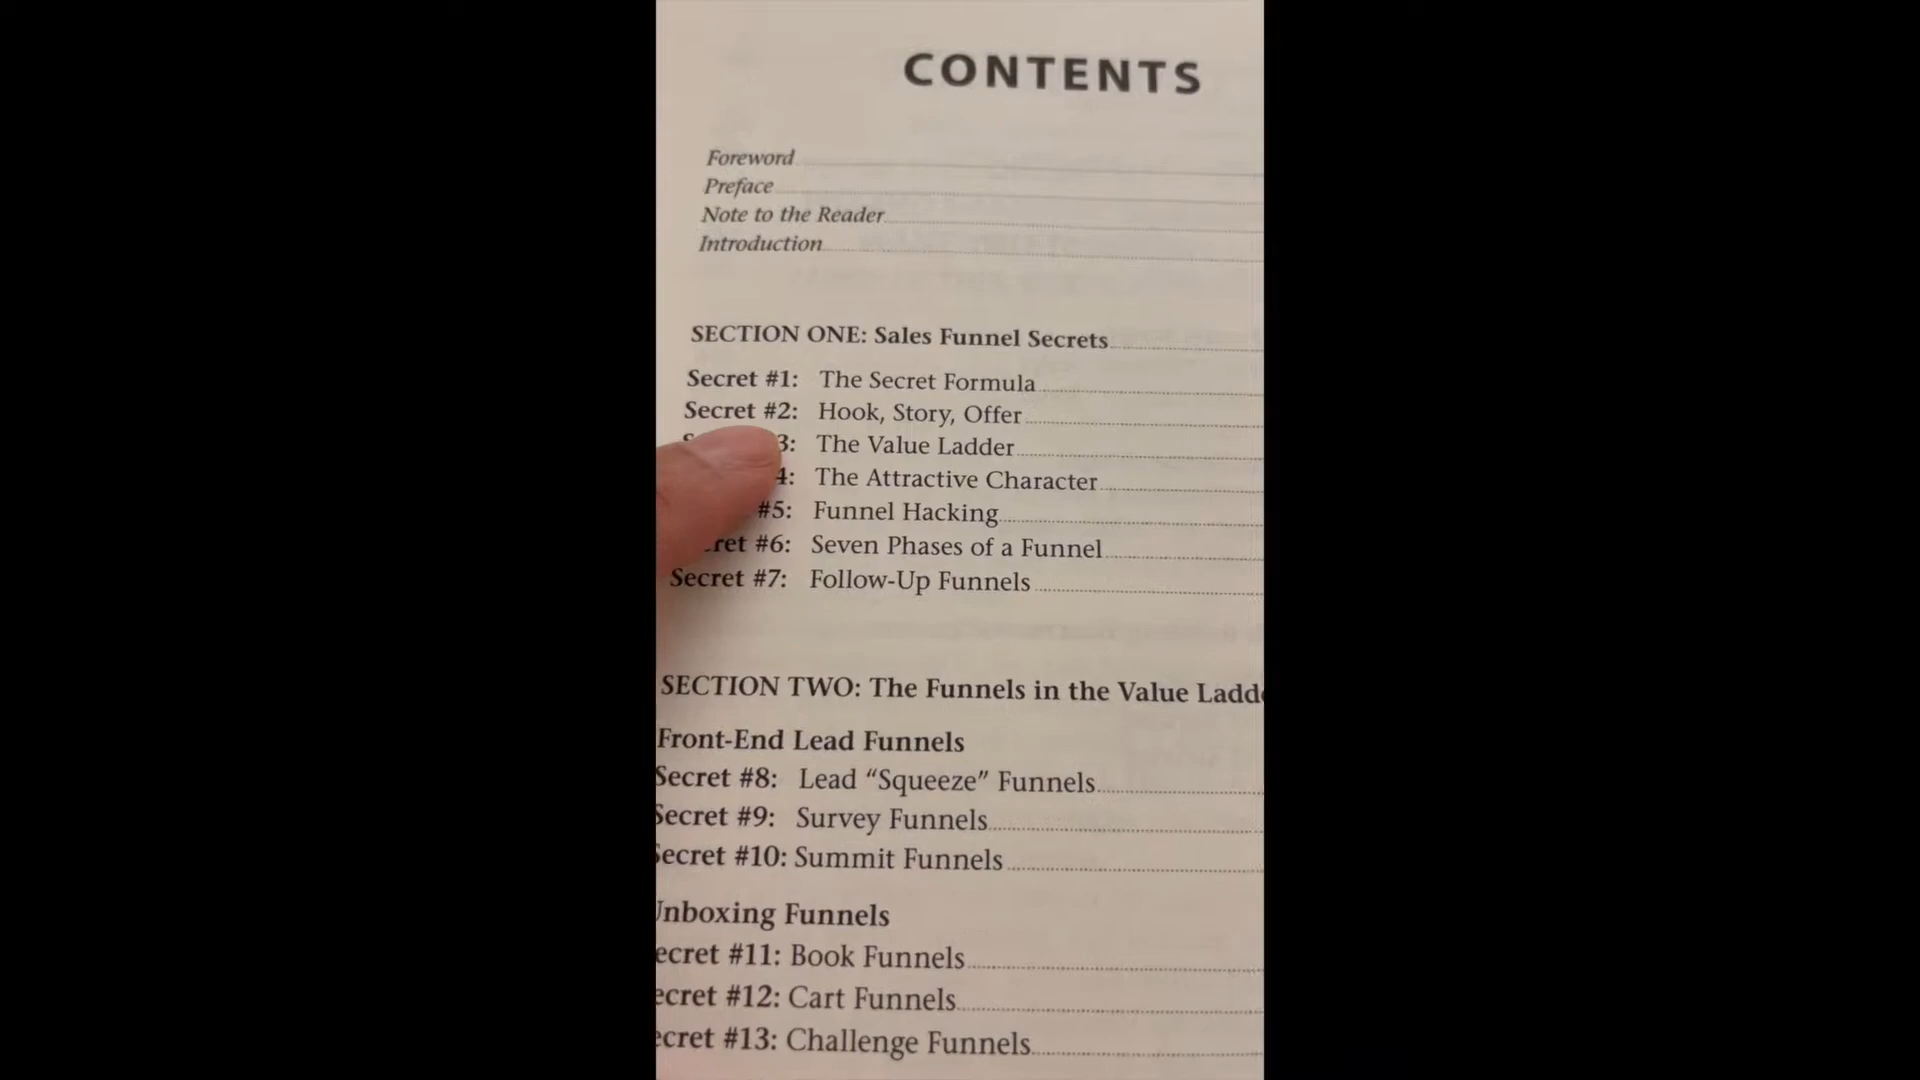 CONTENTS
Foreword
Preface
Note to the Reader
Introduction
SECTION ONE: Sales Funnel Secrets
Secret #1: The Secret Formula
Secret #2: Hook, Story, Offer
3: The Value Ladder
4: The Attractive Character
#5: Funnel Hacking
#6: Seven Phases of a Funnel
Secret #7: Follow-Up Funnels
SECTION TWO: The Funnels in the Value
Front-End Lead Funnels
Secret #8: Lead “Squeeze” Funnels
Secret #9: Survey Funnels
Secret #10: Summit Funnels
Unboxing Funnels
#11: Book Funnels
#12: Cart Funnels
#13: Challenge Funnels